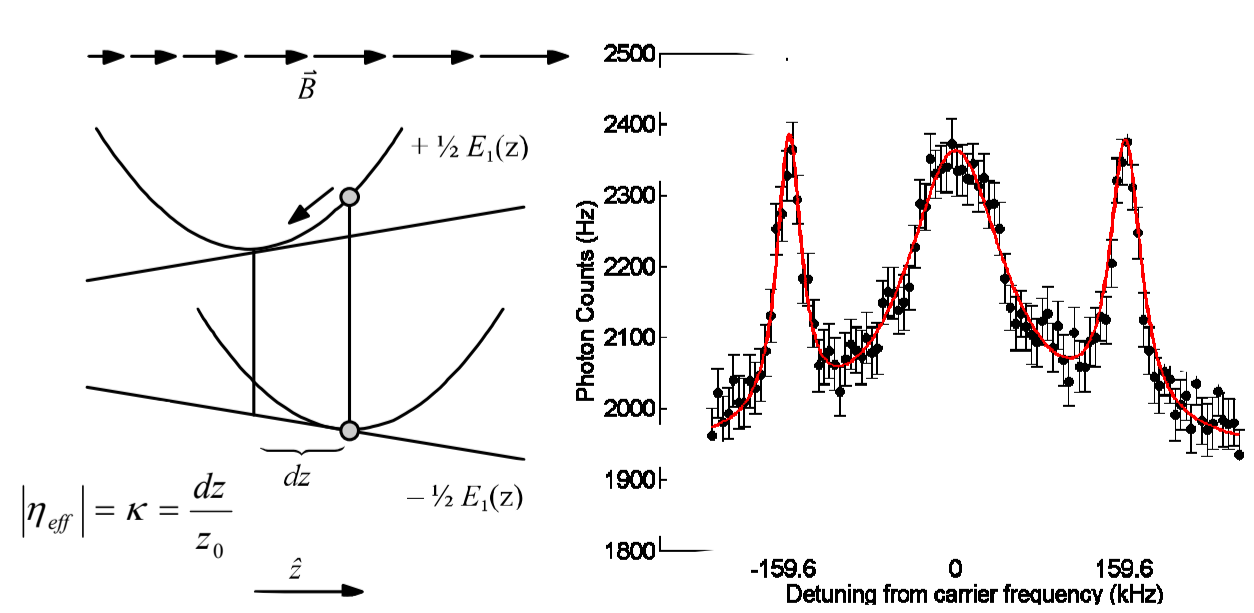 B⃗
+ ½ E₁(z)
dz
− ½ E₁(z)
|η_eff| = κ = dz/z₀
ẑ
2500
2400
2300
2200
2100
2000
1900
1800
Photon Counts (Hz)
-159.6 0 159.6
Detuning from carrier frequency (kHz)